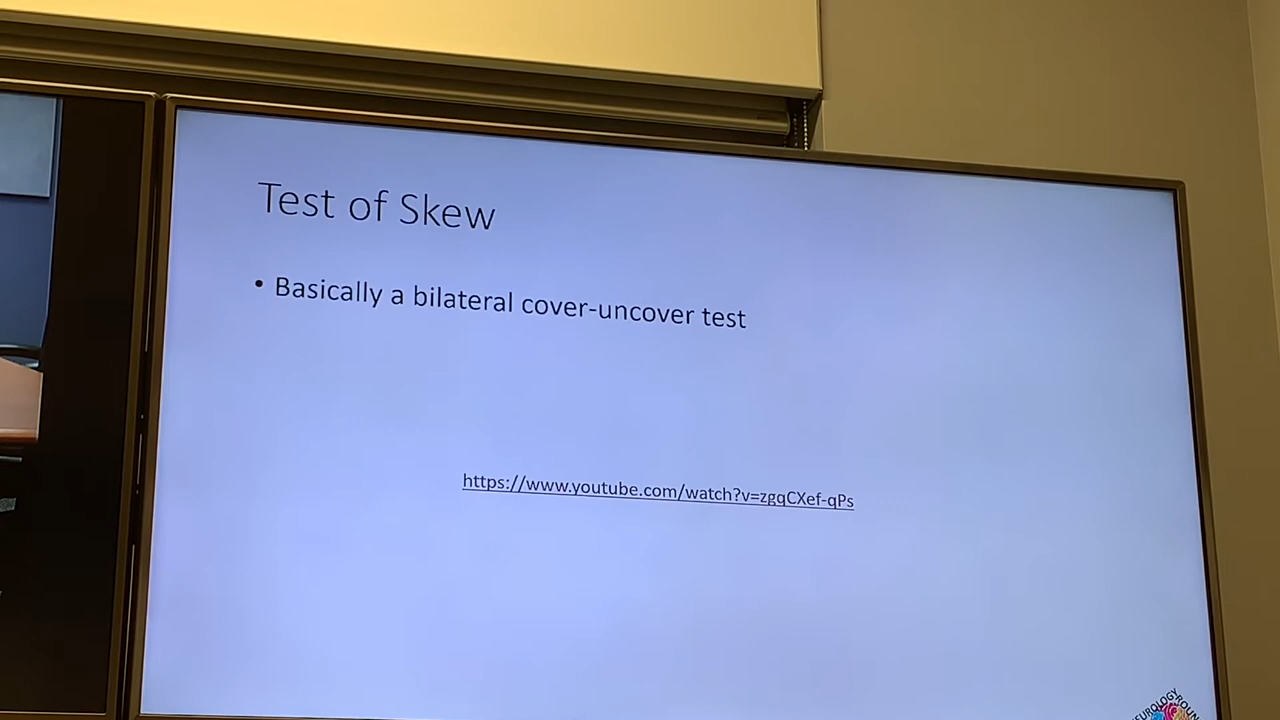 Test of Skew
• Basically a bilateral cover-uncover test
https://www.youtube.com/watch?v=zgqCXef-qPs